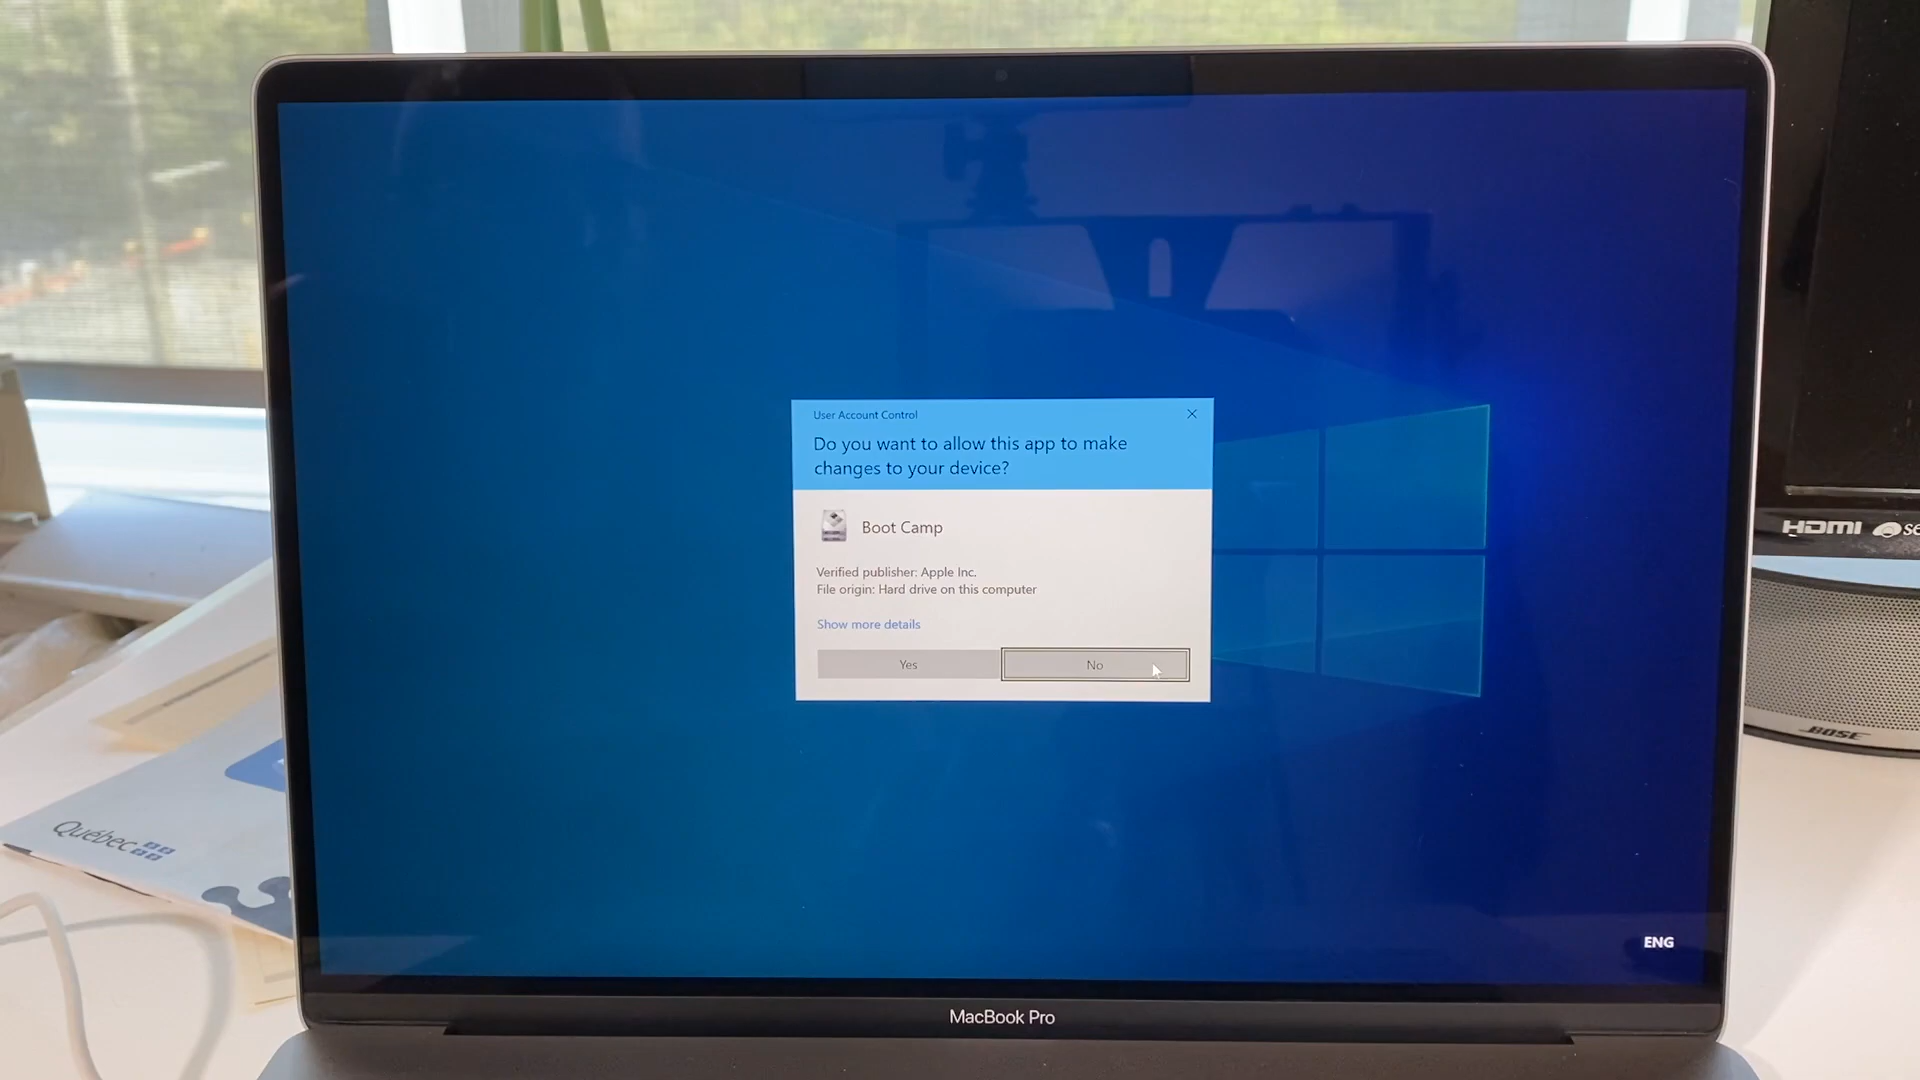 User Account Control
Do you want to allow this app to make
changes to your device?
Boot Camp
Verified publisher: Apple Inc.
File origin: Hard drive on this computer
Show more details
Yes
No
ENG
MacBook Pro
HDMI
BOSE
Québec